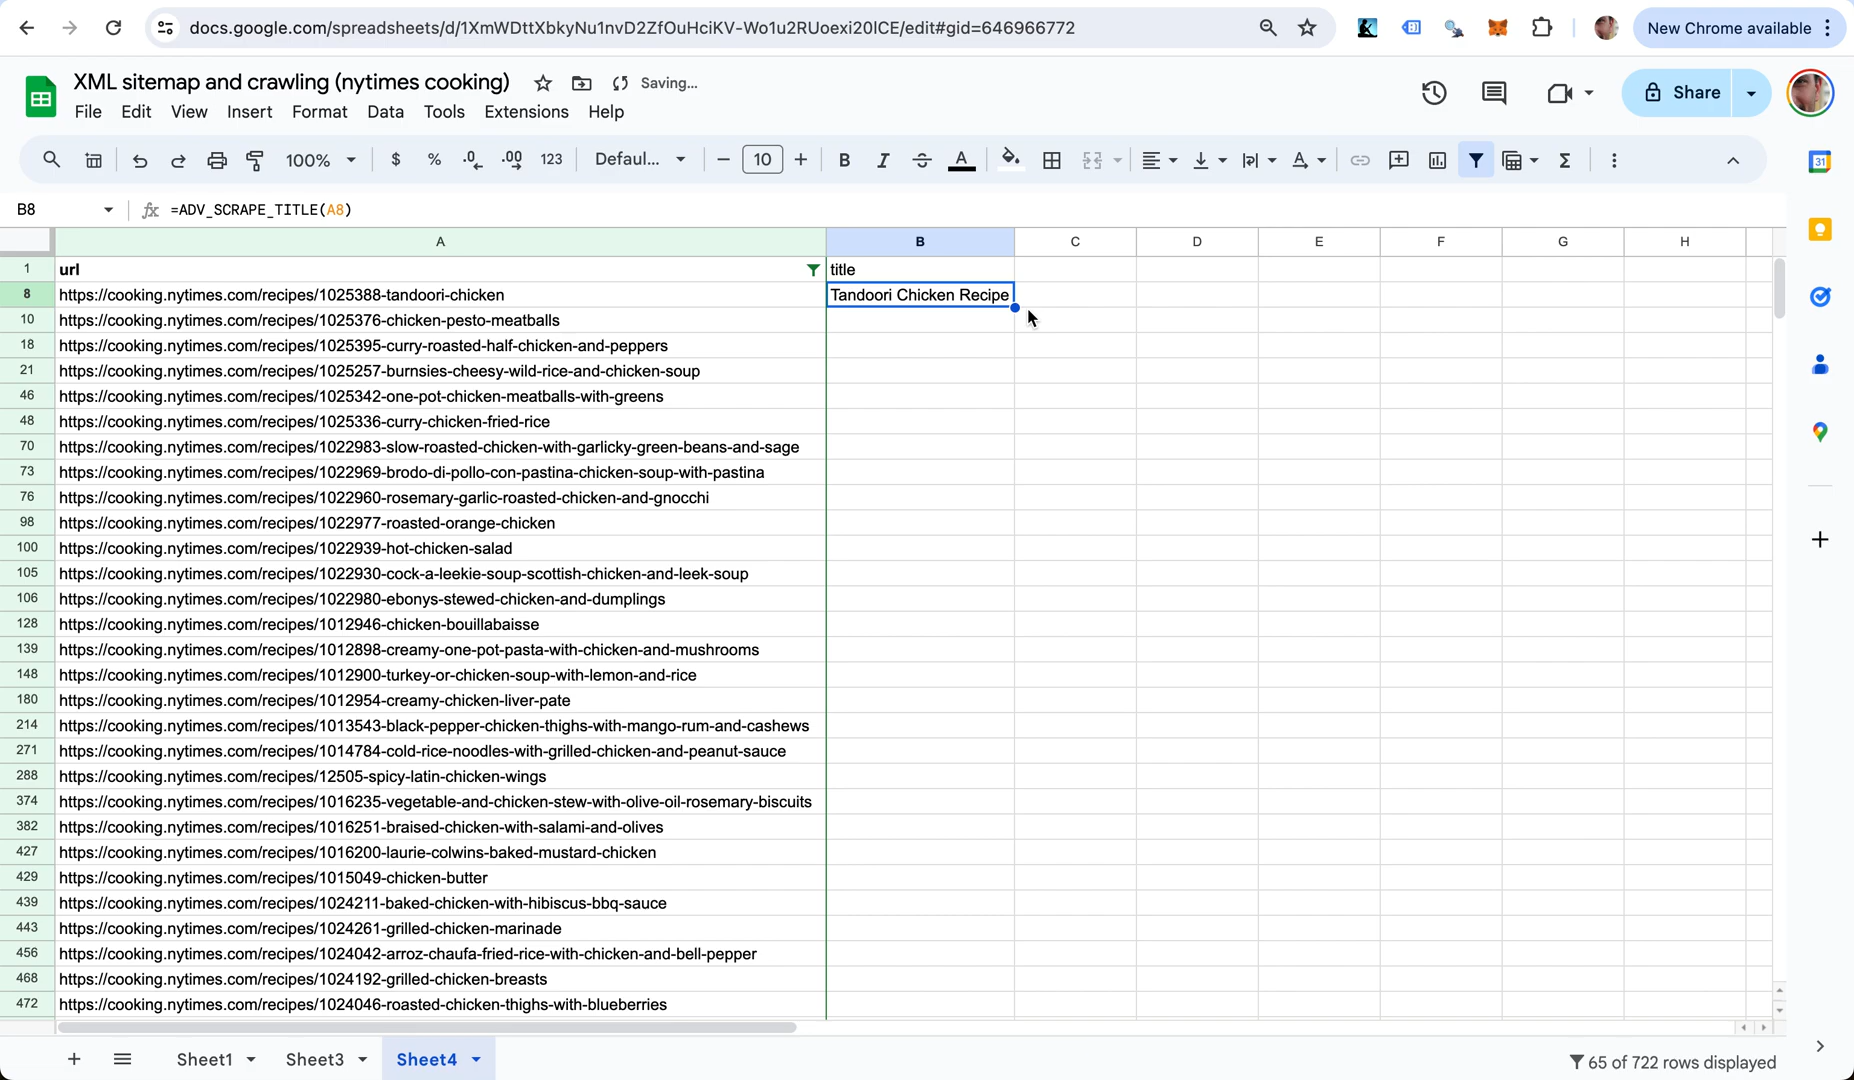 docs.google.com/spreadsheets/d/1XmWDttXbkyNu1nvD2ZfOuHciKV-Wo1u2RUoexi20lCE/edit#gid=646966772
New Chrome available
XML sitemap and crawling (nytimes cooking)
Saving...
File Edit View Insert Format Data Tools Extensions Help
Share
100% $ % .0 .00 123 Defaul... 10 B I S A
31
B8 fx =ADV_SCRAPE_TITLE(A8)
A B C D E F G H
1 url title
8 https://cooking.nytimes.com/recipes/1025388-tandoori-chicken Tandoori Chicken Recipe
10 https://cooking.nytimes.com/recipes/1025376-chicken-pesto-meatballs
18 https://cooking.nytimes.com/recipes/1025395-curry-roasted-half-chicken-and-peppers
21 https://cooking.nytimes.com/recipes/1025257-burnsies-cheesy-wild-rice-and-chicken-soup
46 https://cooking.nytimes.com/recipes/1025342-one-pot-chicken-meatballs-with-greens
48 https://cooking.nytimes.com/recipes/1025336-curry-chicken-fried-rice
70 https://cooking.nytimes.com/recipes/1022983-slow-roasted-chicken-with-garlicky-green-beans-and-sage
73 https://cooking.nytimes.com/recipes/1022969-brodo-di-pollo-con-pastina-chicken-soup-with-pastina
76 https://cooking.nytimes.com/recipes/1022960-rosemary-garlic-roasted-chicken-and-gnocchi
98 https://cooking.nytimes.com/recipes/1022977-roasted-orange-chicken
100 https://cooking.nytimes.com/recipes/1022939-hot-chicken-salad
105 https://cooking.nytimes.com/recipes/1022930-cock-a-leekie-soup-scottish-chicken-and-leek-soup
106 https://cooking.nytimes.com/recipes/1022980-ebonys-stewed-chicken-and-dumplings
128 https://cooking.nytimes.com/recipes/1012946-chicken-bouillabaisse
139 https://cooking.nytimes.com/recipes/1012898-creamy-one-pot-pasta-with-chicken-and-mushrooms
148 https://cooking.nytimes.com/recipes/1012900-turkey-or-chicken-soup-with-lemon-and-rice
180 https://cooking.nytimes.com/recipes/1012954-creamy-chicken-liver-pate
214 https://cooking.nytimes.com/recipes/1013543-black-pepper-chicken-thighs-with-mango-rum-and-cashews
271 https://cooking.nytimes.com/recipes/1014784-cold-rice-noodles-with-grilled-chicken-and-peanut-sauce
288 https://cooking.nytimes.com/recipes/12505-spicy-latin-chicken-wings
374 https://cooking.nytimes.com/recipes/1016235-vegetable-and-chicken-stew-with-olive-oil-rosemary-biscuits
382 https://cooking.nytimes.com/recipes/1016251-braised-chicken-with-salami-and-olives
427 https://cooking.nytimes.com/recipes/1016200-laurie-colwins-baked-mustard-chicken
429 https://cooking.nytimes.com/recipes/1015049-chicken-butter
439 https://cooking.nytimes.com/recipes/1024211-baked-chicken-with-hibiscus-bbq-sauce
443 https://cooking.nytimes.com/recipes/1024261-grilled-chicken-marinade
456 https://cooking.nytimes.com/recipes/1024042-arroz-chaufa-fried-rice-with-chicken-and-bell-pepper
468 https://cooking.nytimes.com/recipes/1024192-grilled-chicken-breasts
472 https://cooking.nytimes.com/recipes/1024046-roasted-chicken-thighs-with-blueberries
Sheet1 Sheet3 Sheet4 65 of 722 rows displayed